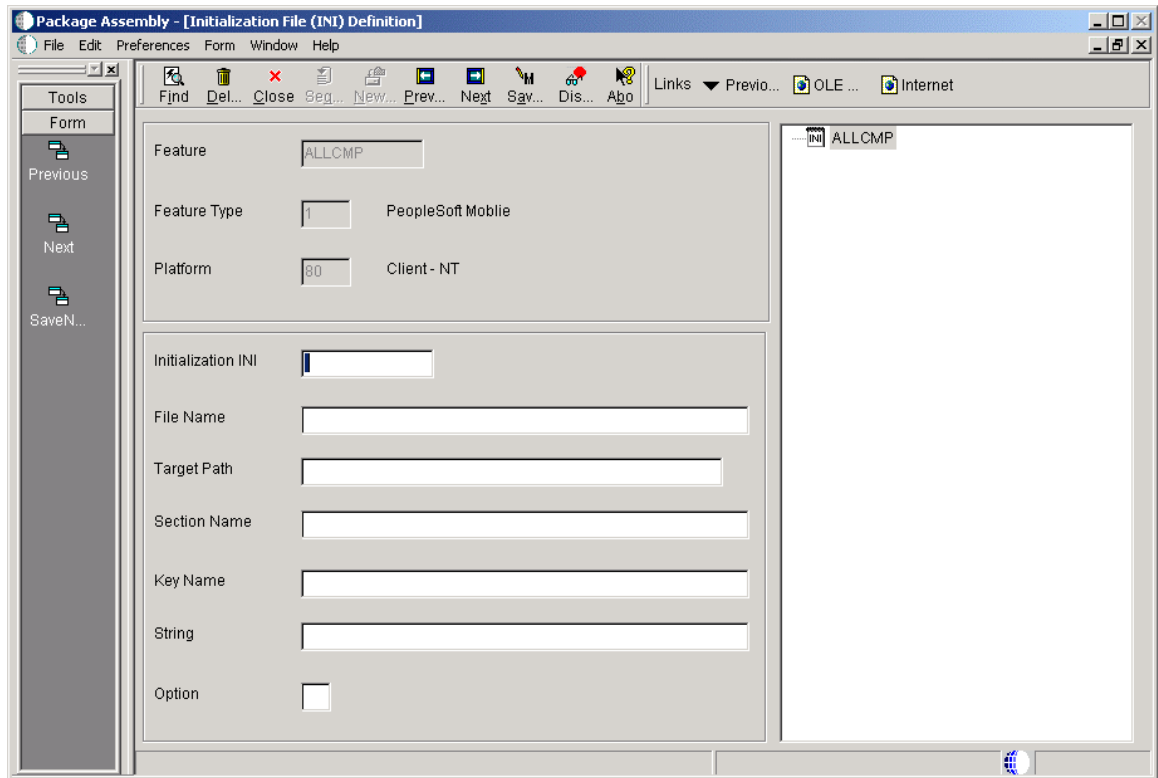 Package Assembly - [Initialization File (INI) Definition]
File Edit Preferences Form Window Help
Find Del... Close Seq... New... Prev... Next Sav... Dis... Abo Links Previo... OLE ... Internet
Tools
Form
Previous
Next
SaveN...
Feature ALLCMP
Feature Type 1 PeopleSoft Moblie
Platform 80 Client - NT
Initialization INI
File Name
Target Path
Section Name
Key Name
String
Option
INI ALLCMP